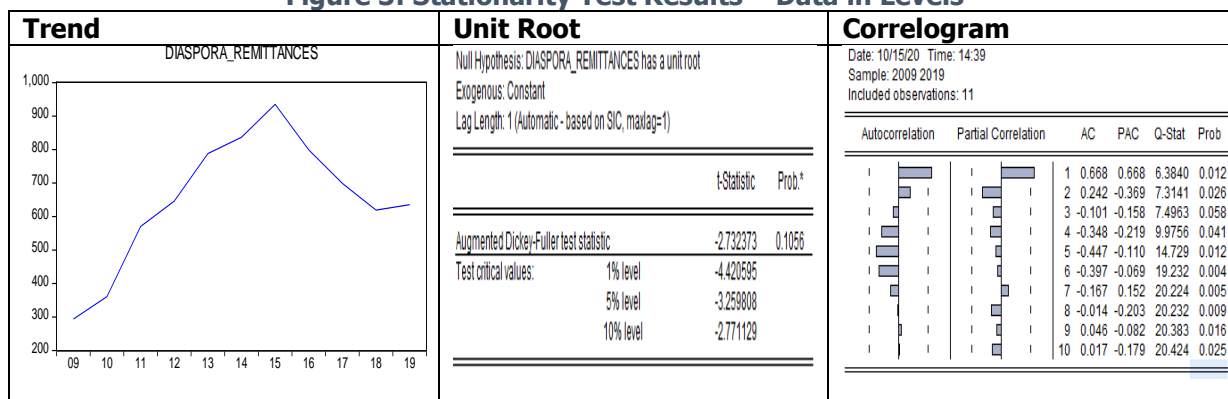 Figure 3: Stationarity Test Results – Data in Levels
Trend
DIASPORA_REMITTANCES
1,000
900
800
700
600
500
400
300
200
09 10 11 12 13 14 15 16 17 18 19
Unit Root
Null Hypothesis: DIASPORA_REMITTANCES has a unit root
Exogenous: Constant
Lag Length: 1 (Automatic - based on SIC, maxlag=1)
t-Statistic Prob.*
Augmented Dickey-Fuller test statistic -2.732373 0.1056
Test critical values: 1% level -4.420595
5% level -3.259808
10% level -2.771129
Correlogram
Date: 10/15/20 Time: 14:39
Sample: 2009 2019
Included observations: 11
Autocorrelation Partial Correlation AC PAC Q-Stat Prob
1 0.668 0.668 6.3840 0.012
2 0.242 -0.369 7.3141 0.026
3 -0.101 -0.158 7.4963 0.058
4 -0.348 -0.219 9.9756 0.041
5 -0.447 -0.110 14.729 0.012
6 -0.397 -0.069 19.232 0.004
7 -0.167 0.152 20.224 0.005
8 -0.014 -0.203 20.232 0.009
9 0.046 -0.082 20.383 0.016
10 0.017 -0.179 20.424 0.025